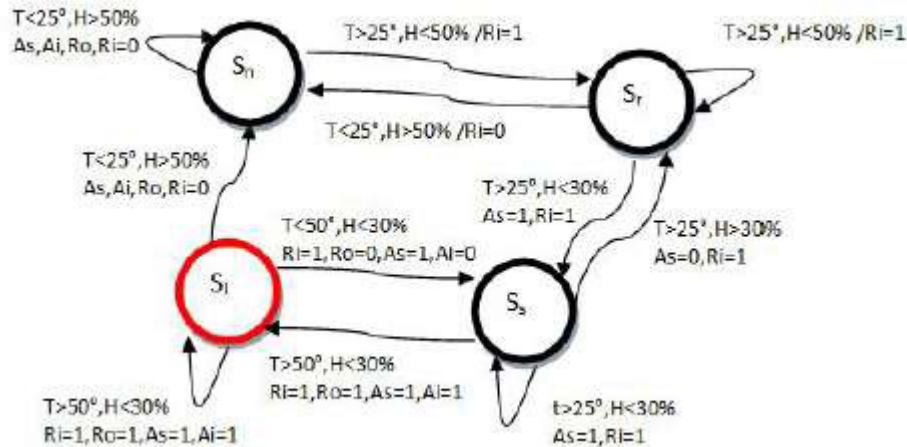 T<25°,H>50%
As,Ai,Ro,Ri=0
Sn
T>25°,H<50% /Ri=1
T>25°,H<50% /Ri=1
Sr
T<25°,H>50% /Ri=0
T<25°,H>50%
As,Ai,Ro,Ri=0
T>25°,H<30%
As=1,Ri=1
T>25°,H>30%
As=0,Ri=1
T<50°,H<30%
Ri=1,Ro=0,As=1,Ai=0
Si
Ss
T>50°,H<30%
Ri=1,Ro=1,As=1,Ai=1
T>50°,H<30%
Ri=1,Ro=1,As=1,Ai=1
t>25°,H<30%
As=1,Ri=1